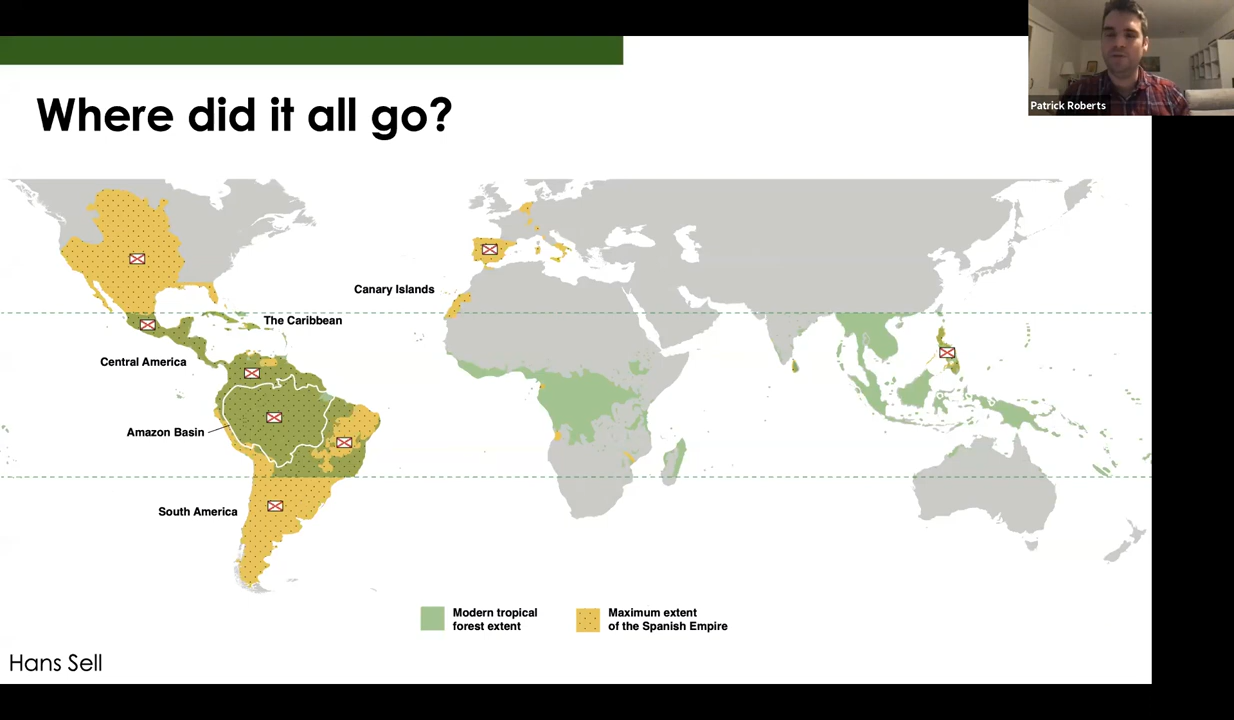 Where did it all go?
Patrick Roberts
Canary Islands
The Caribbean
Central America
Amazon Basin
South America
Modern tropical
forest extent
Maximum extent
of the Spanish Empire
Hans Sell